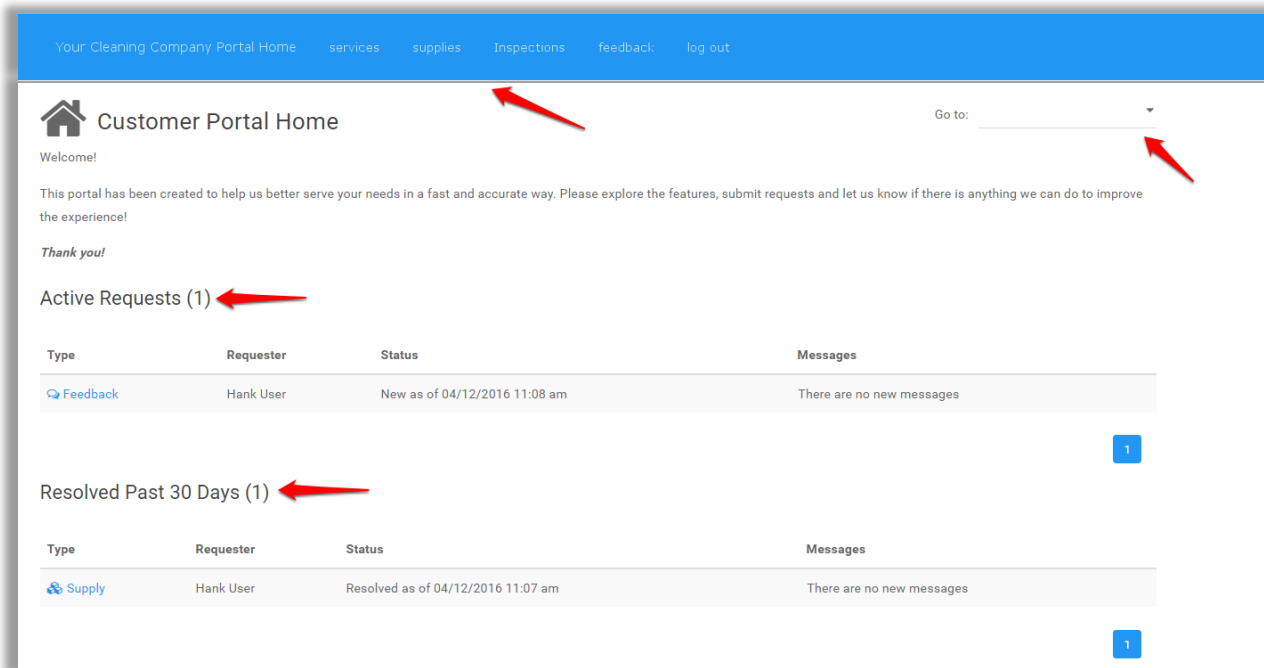 Your Cleaning Company Portal Home services supplies Inspections feedback log out
Customer Portal Home
Go to:
Welcome!
This portal has been created to help us better serve your needs in a fast and accurate way. Please explore the features, submit requests and let us know if there is anything we can do to improve
the experience!
Thank you!
Active Requests (1)
Type Requester Status Messages
Feedback Hank User New as of 04/12/2016 11:08 am There are no new messages
1
Resolved Past 30 Days (1)
Type Requester Status Messages
Supply Hank User Resolved as of 04/12/2016 11:07 am There are no new messages
1